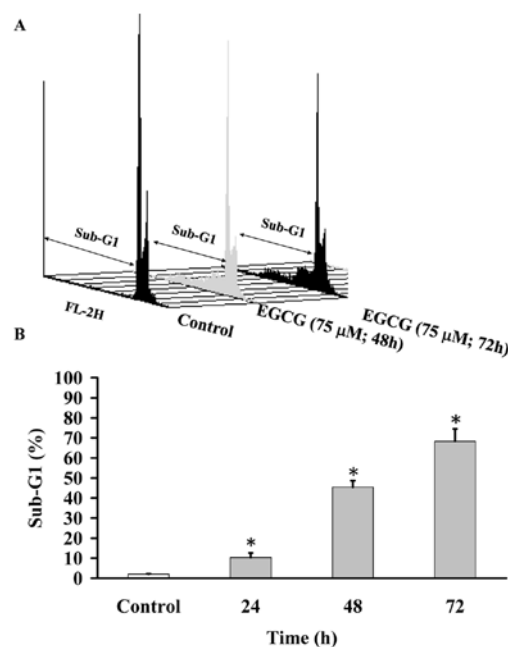 A
Sub-G1
Sub-G1
Sub-G1
FL-2H
Control
EGCG (75 µM; 48h)
EGCG (75 µM; 72h)
B
Sub-G1 (%)
100
90
80
70
60
50
40
30
20
10
0
*
*
*
Control
24
48
72
Time (h)